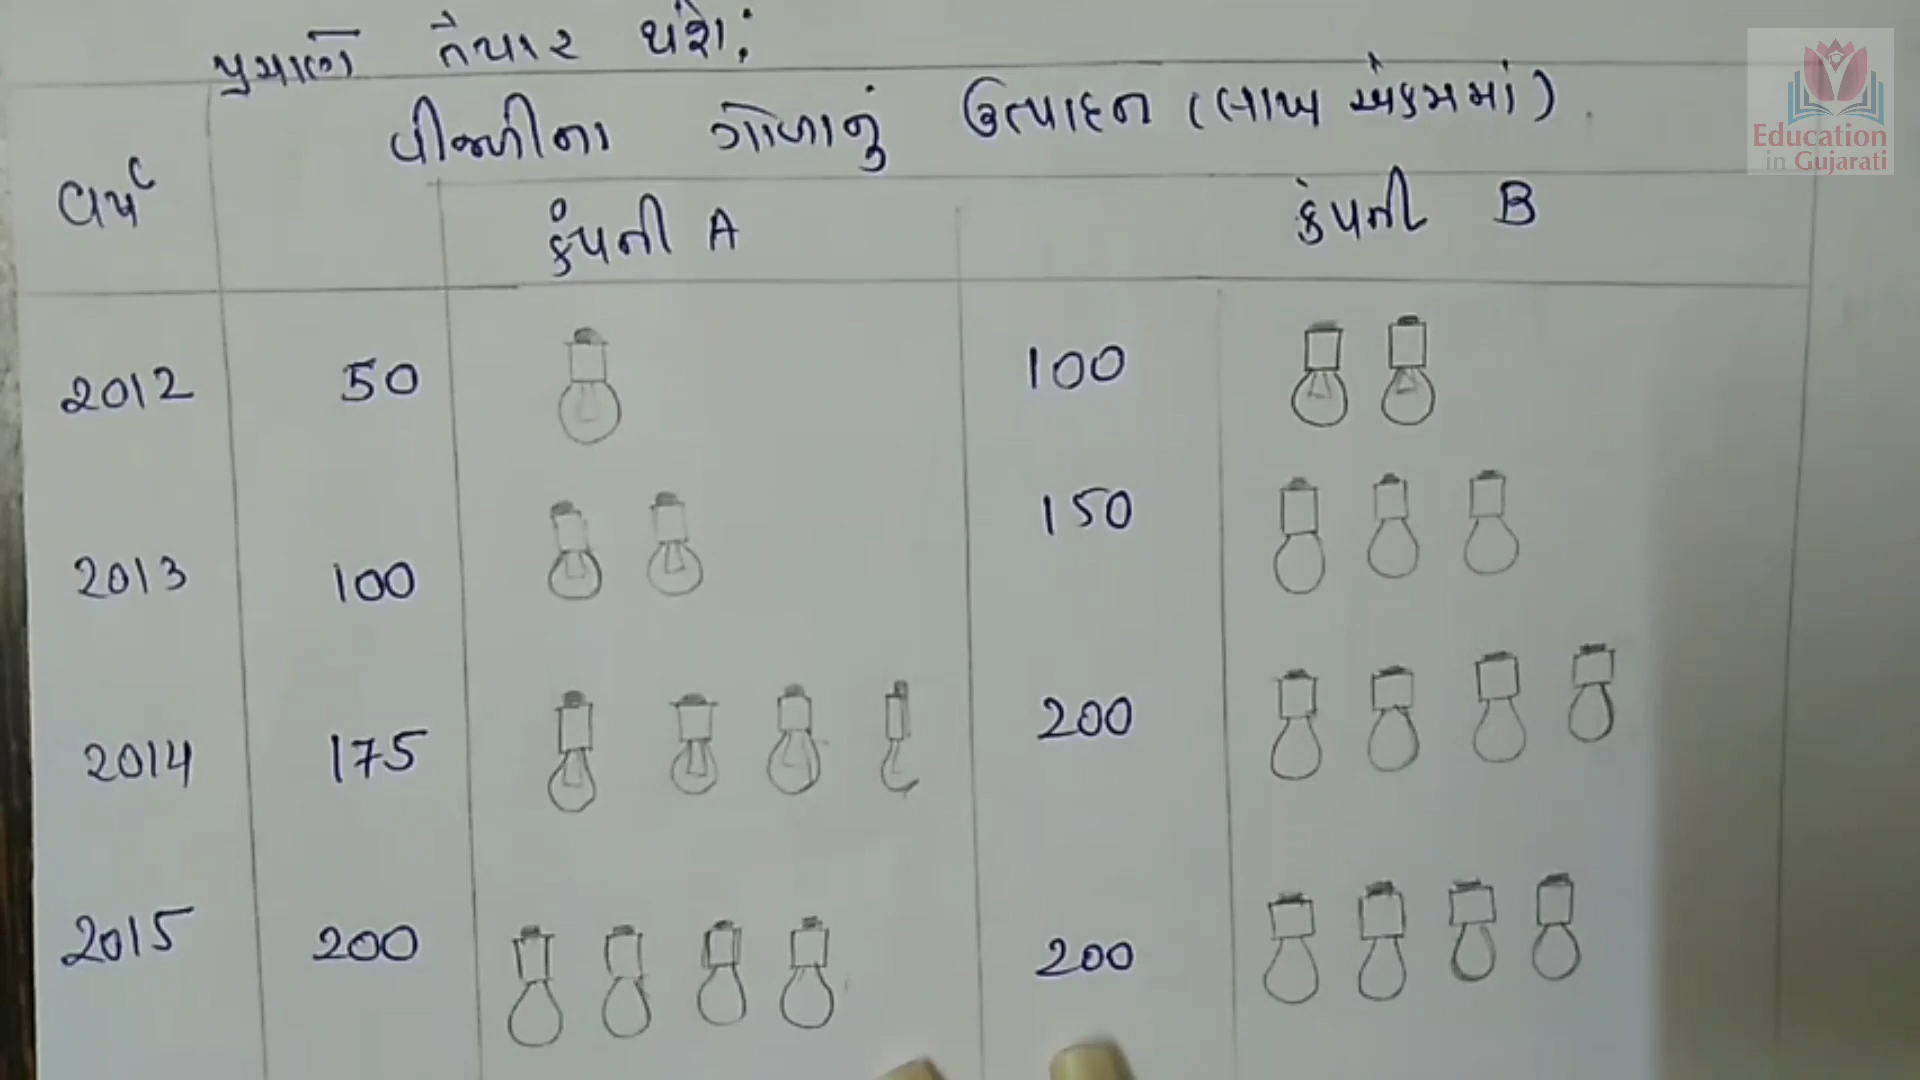 પ્રમાણે તૈયાર થશે:
વીજળીના ગોળાનું ઉત્પાદન (લાખ એકમમાં).
વર્ષ
કંપની A કંપની B
2012 50 100
2013 100 150
2014 175 200
2015 200 200
Education
in Gujarati